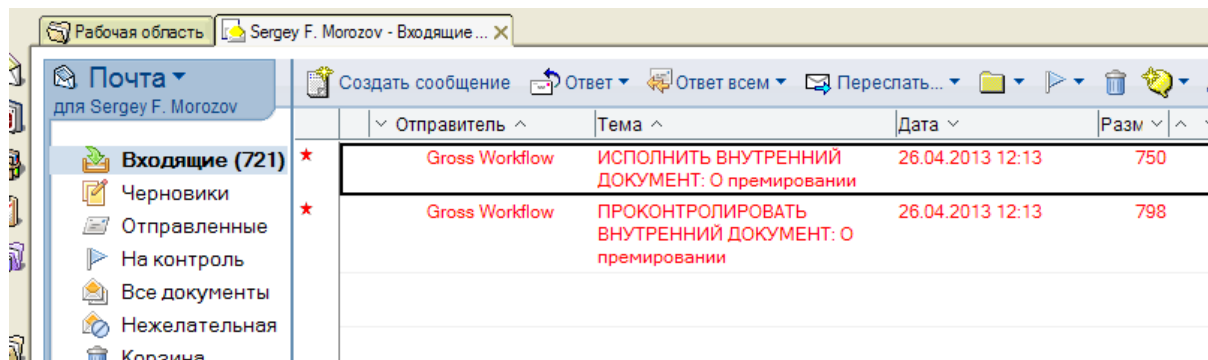 Рабочая область
Sergey F. Morozov - Входящие ...
Почта
для Sergey F. Morozov
Создать сообщение Ответ Ответ всем Переслать...
Отправитель Тема Дата Разм
Входящие (721)
Черновики
Отправленные
На контроль
Все документы
Нежелательная
Корзина
Gross Workflow ИСПОЛНИТЬ ВНУТРЕННИЙ 26.04.2013 12:13 750
ДОКУМЕНТ: О премировании
Gross Workflow ПРОКОНТРОЛИРОВАТЬ 26.04.2013 12:13 798
ВНУТРЕННИЙ ДОКУМЕНТ: О
премировании